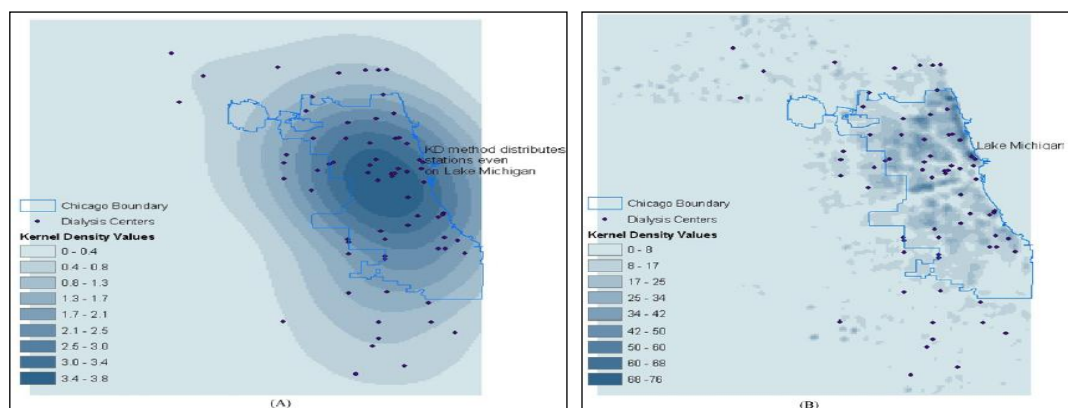 KD method distributes
stations even
on Lake Michigan
Chicago Boundary
Dialysis Centers
Kernel Density Values
0 - 0.4
0.4 - 0.8
0.8 - 1.3
1.3 - 1.7
1.7 - 2.1
2.1 - 2.5
2.5 - 3.0
3.0 - 3.4
3.4 - 3.8
(A)
Lake Michigan
Chicago Boundary
Dialysis Centers
Kernel Density Values
0 - 8
8 - 17
17 - 25
25 - 34
34 - 42
42 - 50
50 - 60
60 - 68
68 - 76
(B)